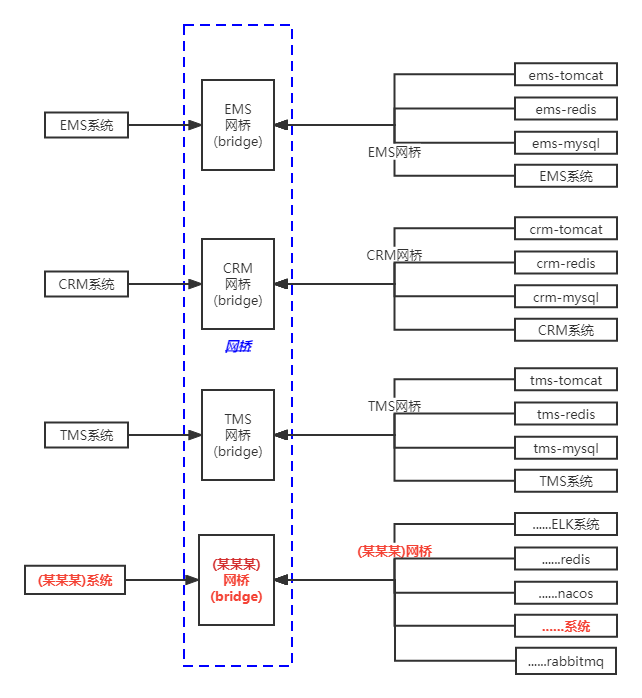 EMS系统
EMS
网桥
(bridge)
EMS网桥
ems-tomcat
ems-redis
ems-mysql
EMS系统
CRM系统
CRM
网桥
(bridge)
CRM网桥
crm-tomcat
crm-redis
crm-mysql
CRM系统
网桥
TMS系统
TMS
网桥
(bridge)
TMS网桥
tms-tomcat
tms-redis
tms-mysql
TMS系统
(某某某)系统
(某某某)
网桥
(bridge)
(某某某)网桥
......ELK系统
......redis
......nacos
......系统
......rabbitmq